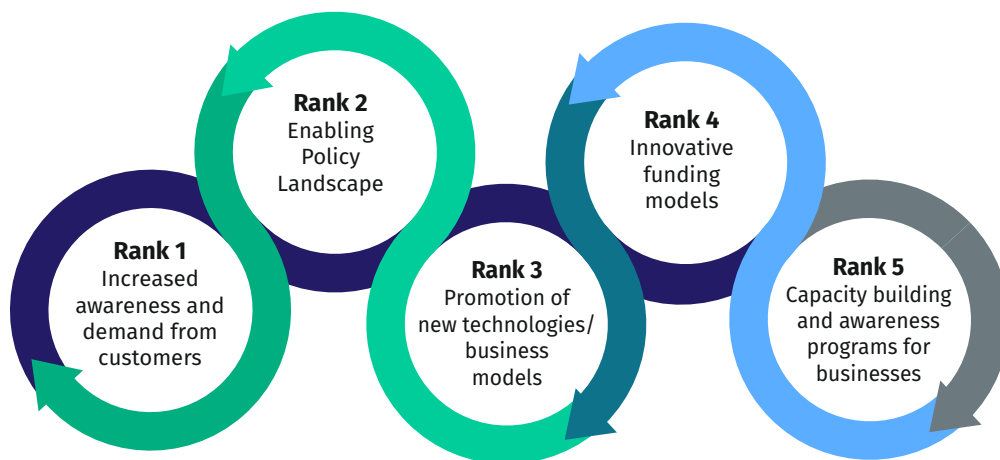 Rank 1
Increased
awareness and
demand from
customers
Rank 2
Enabling
Policy
Landscape
Rank 3
Promotion of
new technologies/
business
models
Rank 4
Innovative
funding
models
Rank 5
Capacity building
and awareness
programs for
businesses